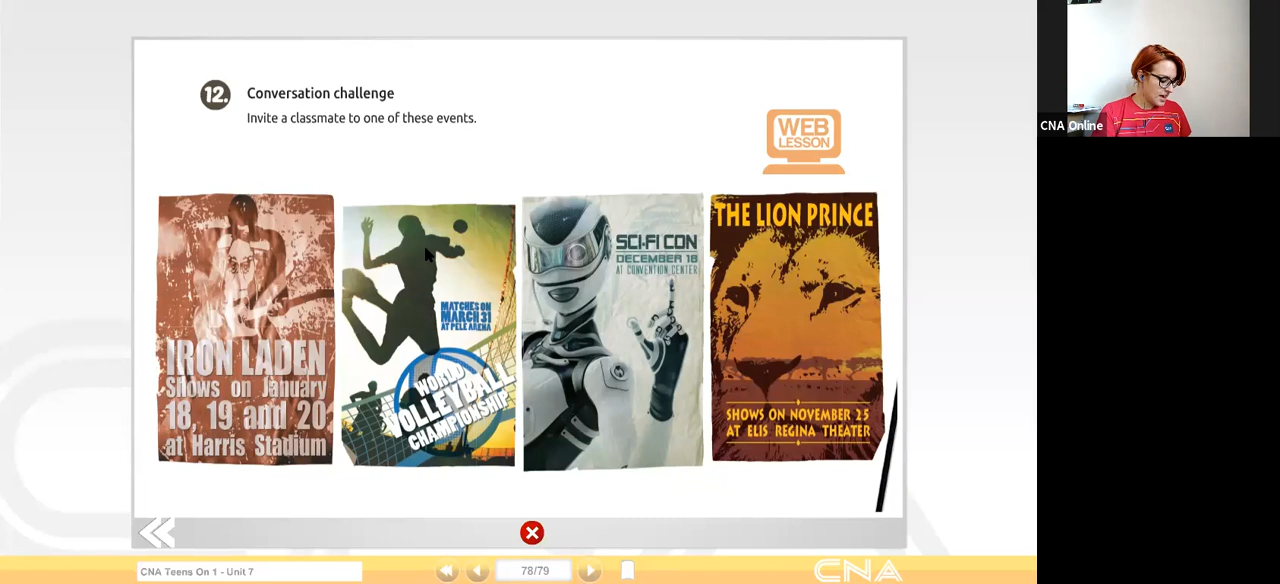 12.
Conversation challenge
Invite a classmate to one of these events.
WEB
LESSON
IRON LADEN
Shows on January
18, 19 and 20
at Harris Stadium
MATCHES ON
MARCH 31
AT PELE ARENA
WORLD
VOLLEYBALL
CHAMPIONSHIP
SCI-FI CON
DECEMBER 18
AT CONVENTION CENTER
THE LION PRINCE
SHOWS ON NOVEMBER 25
AT ELIS REGINA THEATER
CNA Teens On 1 - Unit 7
78/79
CNA
CNA Online